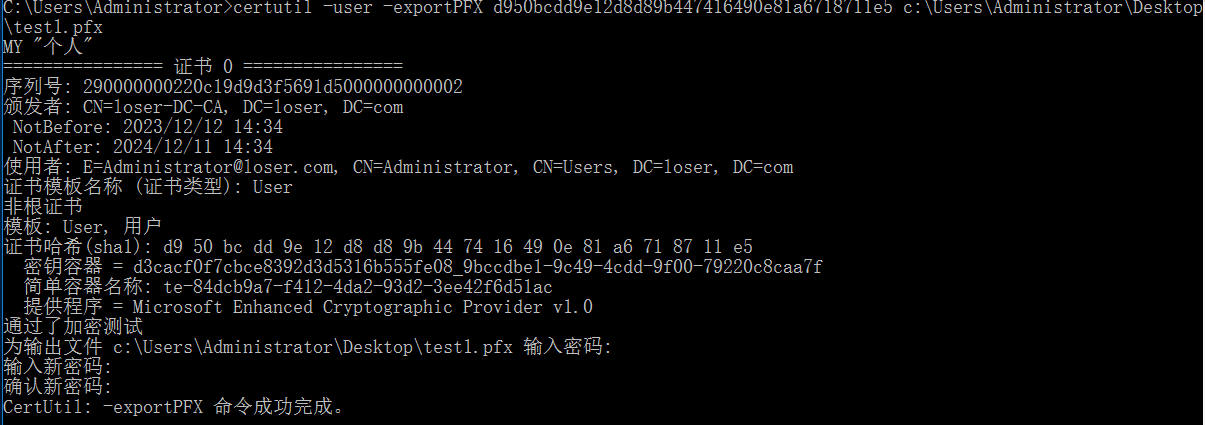 C:\Users\Administrator>certutil -user -exportPFX d950bcdd9e12d8d89b447416490e81a6718711e5 c:\Users\Administrator\Desktop
\test1.pfx
MY "个人"
================ 证书 0 ================
序列号: 290000000220c19d9d3f5691d5000000000002
颁发者: CN=loser-DC-CA, DC=loser, DC=com
NotBefore: 2023/12/12 14:34
NotAfter: 2024/12/11 14:34
使用者: E=Administrator@loser.com, CN=Administrator, CN=Users, DC=loser, DC=com
证书模板名称 (证书类型): User
非根证书
模板: User, 用户
证书哈希(sha1): d9 50 bc dd 9e 12 d8 d8 9b 44 74 16 49 0e 81 a6 71 87 11 e5
密钥容器 = d3cacf0f7cbce8392d3d5316b555fe08_9bccdbe1-9c49-4cdd-9f00-79220c8caa7f
简单容器名称: te-84dcb9a7-f412-4da2-93d2-3ee42f6d51ac
提供程序 = Microsoft Enhanced Cryptographic Provider v1.0
通过了加密测试
为输出文件 c:\Users\Administrator\Desktop\test1.pfx 输入密码:
输入新密码:
确认新密码:
CertUtil: -exportPFX 命令成功完成。